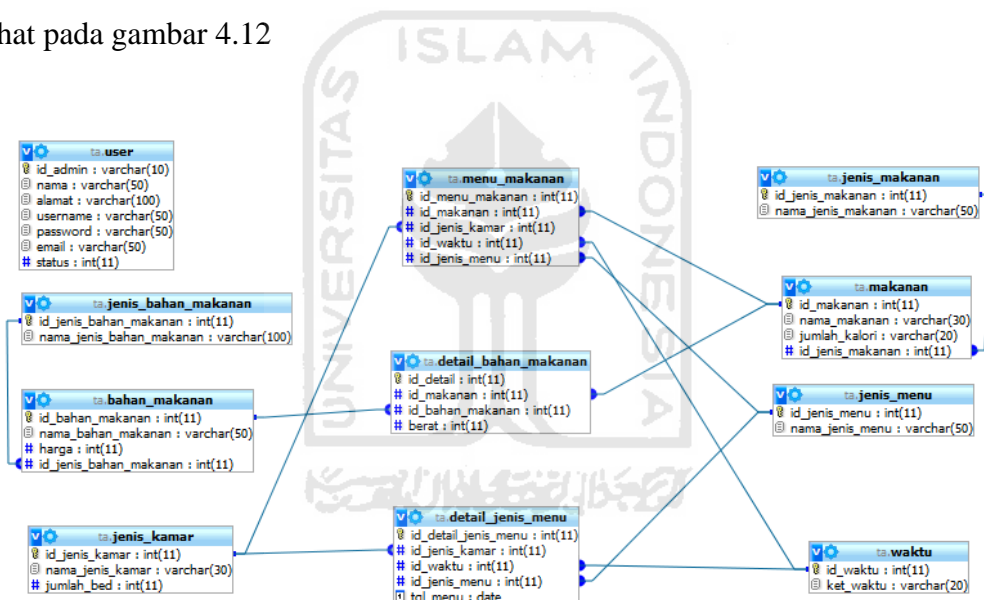 hat pada gambar 4.12
ISLAM
UNIVERSITAS
INDONESIA
ta.user
id_admin : varchar(10)
nama : varchar(50)
alamat : varchar(100)
username : varchar(50)
password : varchar(50)
email : varchar(50)
# status : int(11)
ta.menu_makanan
id_menu_makanan : int(11)
# id_makanan : int(11)
# id_jenis_kamar : int(11)
# id_waktu : int(11)
# id_jenis_menu : int(11)
ta.jenis_makanan
id_jenis_makanan : int(11)
nama_jenis_makanan : varchar(50)
ta.jenis_bahan_makanan
id_jenis_bahan_makanan : int(11)
nama_jenis_bahan_makanan : varchar(100)
ta.makanan
id_makanan : int(11)
nama_makanan : varchar(30)
jumlah_kalori : varchar(20)
# id_jenis_makanan : int(11)
ta.bahan_makanan
id_bahan_makanan : int(11)
nama_bahan_makanan : varchar(50)
# harga : int(11)
# id_jenis_bahan_makanan : int(11)
ta.detail_bahan_makanan
id_detail : int(11)
# id_makanan : int(11)
# id_bahan_makanan : int(11)
# berat : int(11)
ta.jenis_menu
id_jenis_menu : int(11)
nama_jenis_menu : varchar(50)
ta.jenis_kamar
id_jenis_kamar : int(11)
nama_jenis_kamar : varchar(30)
# jumlah_bed : int(11)
ta.detail_jenis_menu
id_detail_jenis_menu : int(11)
# id_jenis_kamar : int(11)
# id_waktu : int(11)
# id_jenis_menu : int(11)
tgl_menu : date
ta.waktu
id_waktu : int(11)
ket_waktu : varchar(20)